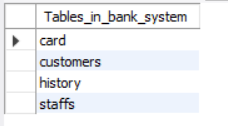 Tables_in_bank_system
card
customers
history
staffs